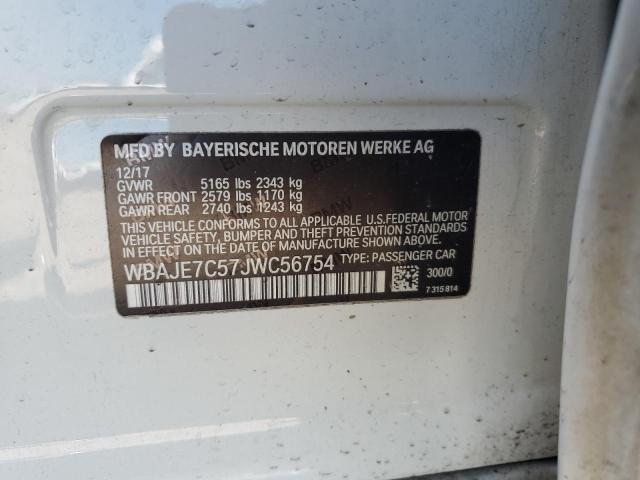 MFD BY BAYERISCHE MOTOREN WERKE AG
12/17
GVWR 5165 lbs 2343 kg
GAWR FRONT 2579 lbs 1170 kg
GAWR REAR 2740 lbs 1243 kg
THIS VEHICLE CONFORMS TO ALL APPLICABLE U.S.FEDERAL MOTOR
VEHICLE SAFETY, BUMPER, AND THEFT PREVENTION STANDARDS
IN EFFECT ON THE DATE OF MANUFACTURE SHOWN ABOVE.
WBAJE7C57JWC56754 TYPE: PASSENGER CAR
300/0
7 315 814